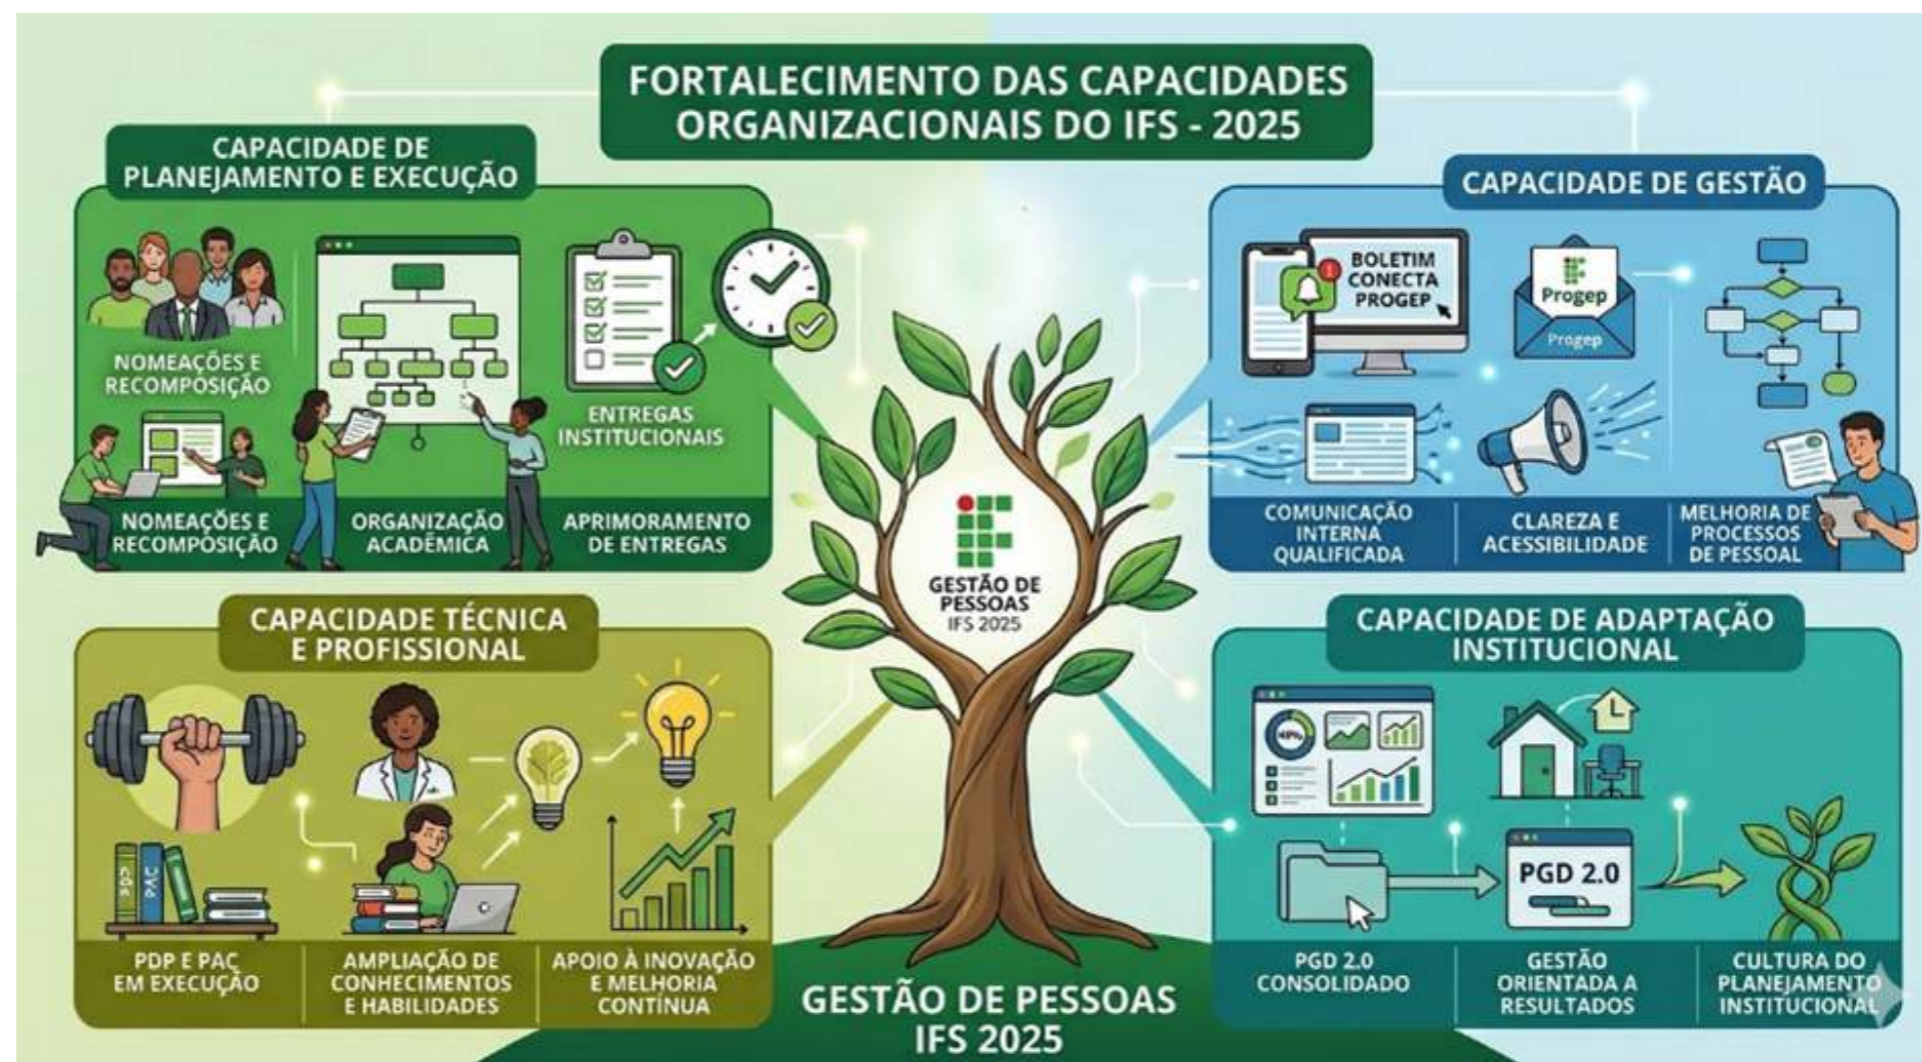 FORTALECIMENTO DAS CAPACIDADES
ORGANIZACIONAIS DO IFS - 2025
CAPACIDADE DE
PLANEJAMENTO E EXECUÇÃO
NOMEAÇÕES E
RECOMPOSIÇÃO
ENTREGAS
INSTITUCIONAIS
NOMEAÇÕES E
RECOMPOSIÇÃO
ORGANIZAÇÃO
ACADÊMICA
APRIMORAMENTO
DE ENTREGAS
CAPACIDADE DE GESTÃO
BOLETIM
CONECTA
PROGEP
Progep
Progep
COMUNICAÇÃO
INTERNA
QUALIFICADA
CLAREZA E
ACESSIBILIDADE
MELHORIA DE
PROCESSOS
DE PESSOAL
GESTÃO DE
PESSOAS
IFS 2025
CAPACIDADE TÉCNICA
E PROFISSIONAL
PDP
PAC
PDP E PAC
EM EXECUÇÃO
AMPLIAÇÃO DE
CONHECIMENTOS
E HABILIDADES
APOIO À INOVAÇÃO
E MELHORIA
CONTÍNUA
CAPACIDADE DE ADAPTAÇÃO
INSTITUCIONAL
PGD 2.0
PGD 2.0
CONSOLIDADO
GESTÃO
ORIENTADA A
RESULTADOS
CULTURA DO
PLANEJAMENTO
INSTITUCIONAL
GESTÃO DE PESSOAS
IFS 2025